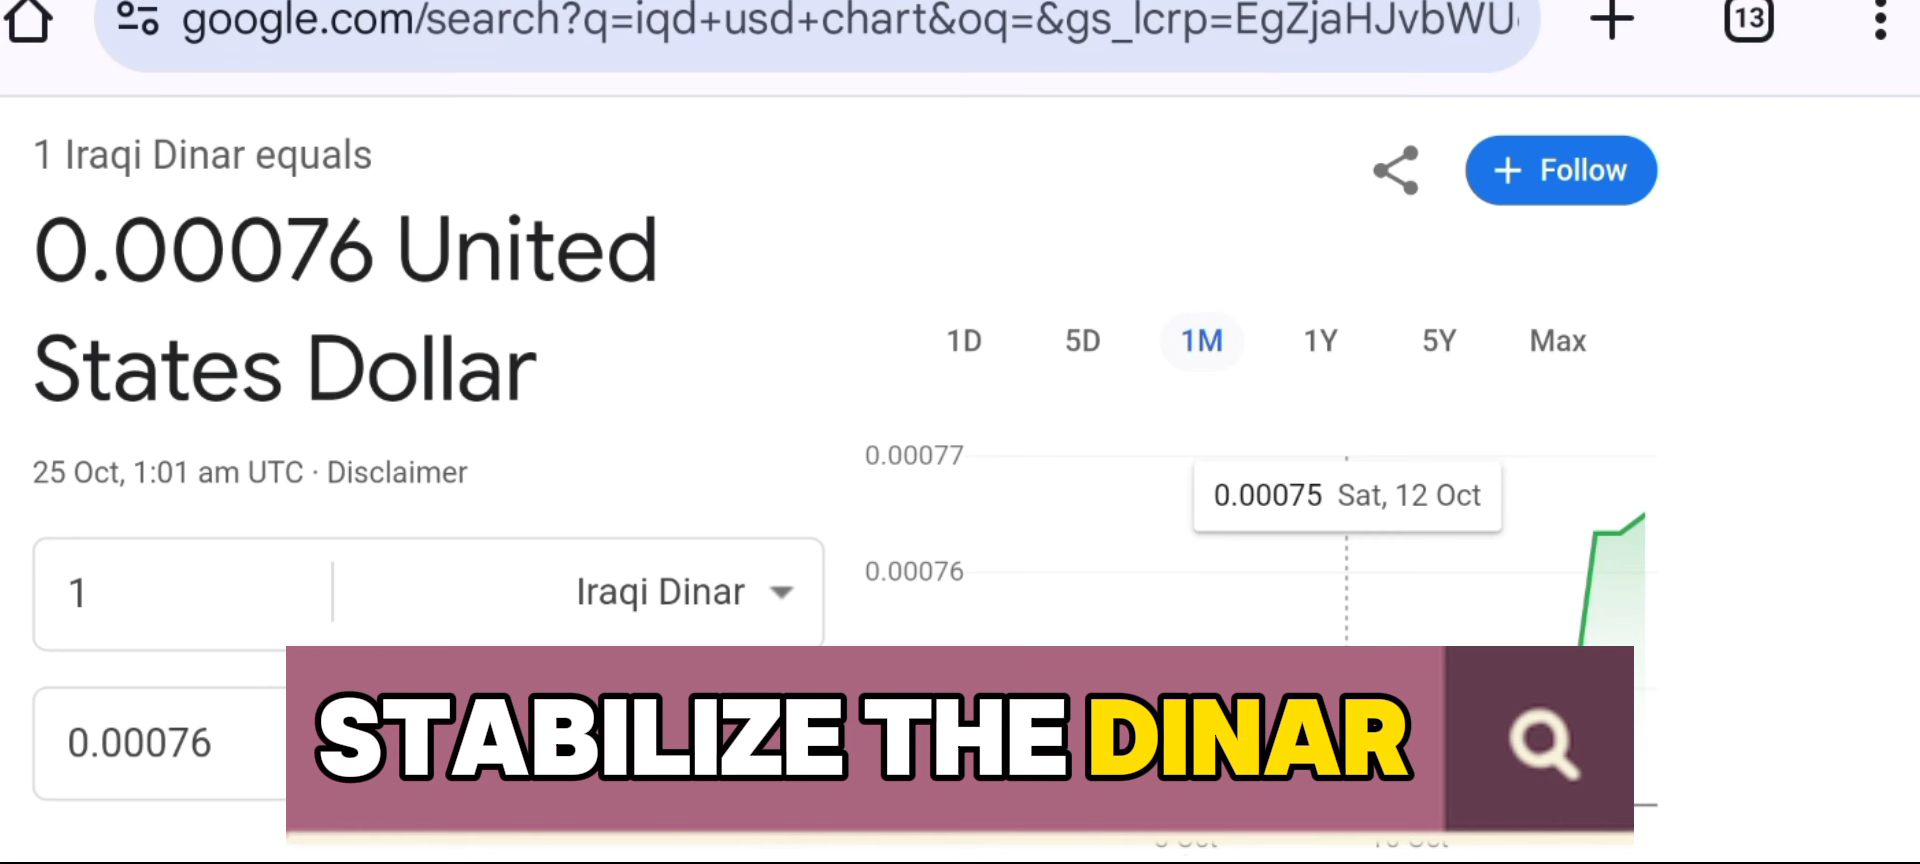 google.com/search?q=iqd+usd+chart&oq=&gs_lcrp=EgZjaHJvbWU
13
1 Iraqi Dinar equals
+ Follow
0.00076 United
States Dollar
1D 5D 1M 1Y 5Y Max
25 Oct, 1:01 am UTC · Disclaimer
0.00077
0.00075 Sat, 12 Oct
0.00076
1 Iraqi Dinar
0.00076
STABILIZE THE DINAR